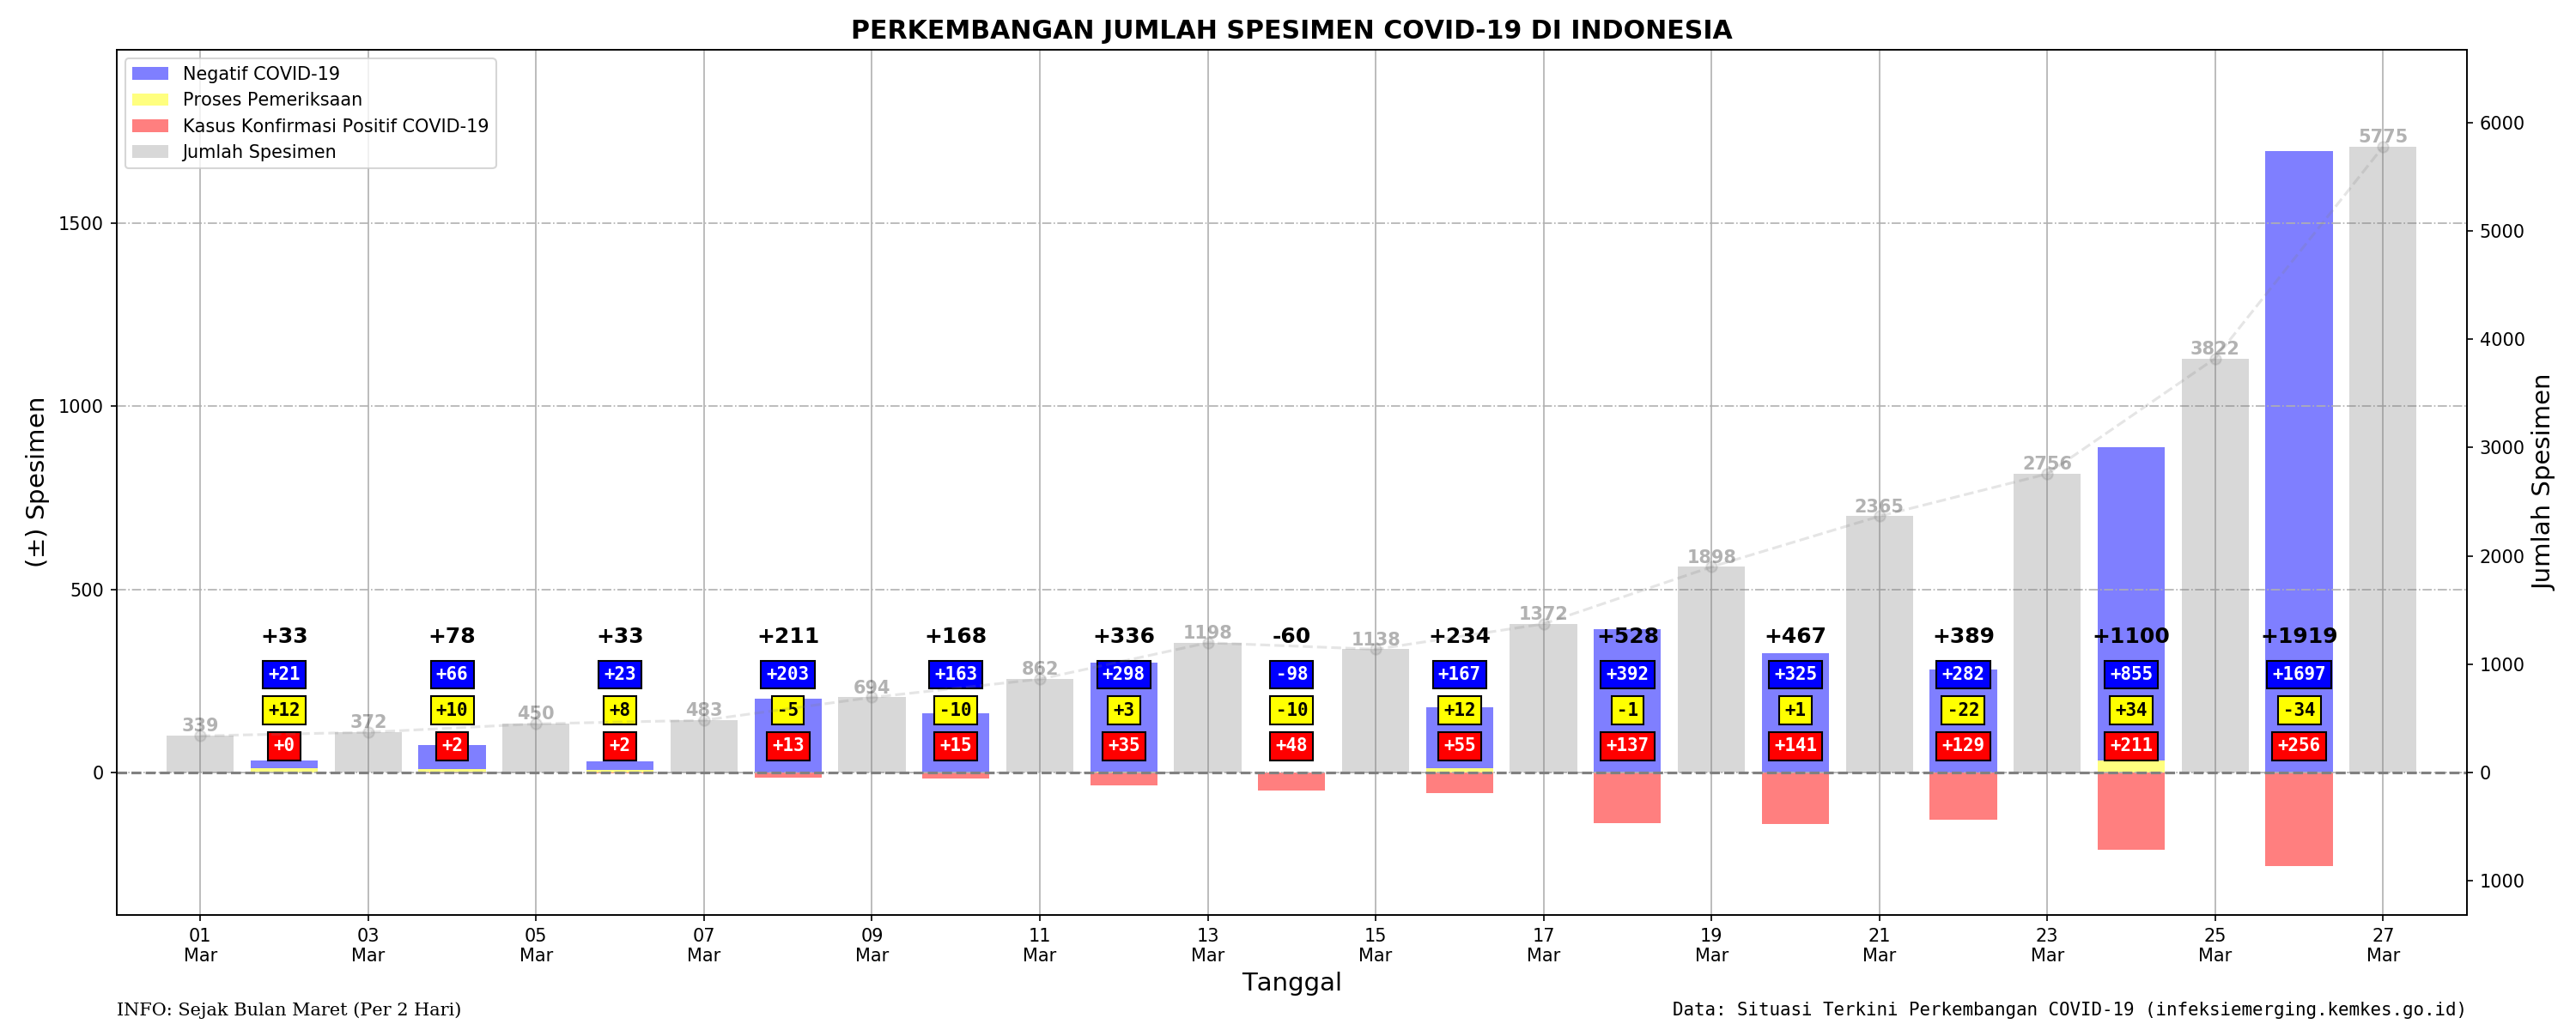 PERKEMBANGAN JUMLAH SPESIMEN COVID-19 DI INDONESIA
Negatif COVID-19
Proses Pemeriksaan
Kasus Konfirmasi Positif COVID-19
Jumlah Spesimen
(±) Spesimen
1500
1000
500
0
6000
5000
4000
3000
2000
1000
0
1000
Jumlah Spesimen
339
372
450
483
694
862
1198
1138
1372
1898
2365
2756
3822
5775
+33 +78 +33 +211 +168 +336 -60 +234 +528 +467 +389 +1100 +1919
+21 +66 +23 +203 +163 +298 -98 +167 +392 +325 +282 +855 +1697
+12 +10 +8 -5 -10 +3 -10 +12 -1 +1 -22 +34 -34
+0 +2 +2 +13 +15 +35 +48 +55 +137 +141 +129 +211 +256
01 03 05 07 09 11 13 15 17 19 21 23 25 27
Mar Mar Mar Mar Mar Mar Mar Mar Mar Mar Mar Mar Mar Mar
Tanggal
INFO: Sejak Bulan Maret (Per 2 Hari)
Data: Situasi Terkini Perkembangan COVID-19 (infeksiemerging.kemkes.go.id)